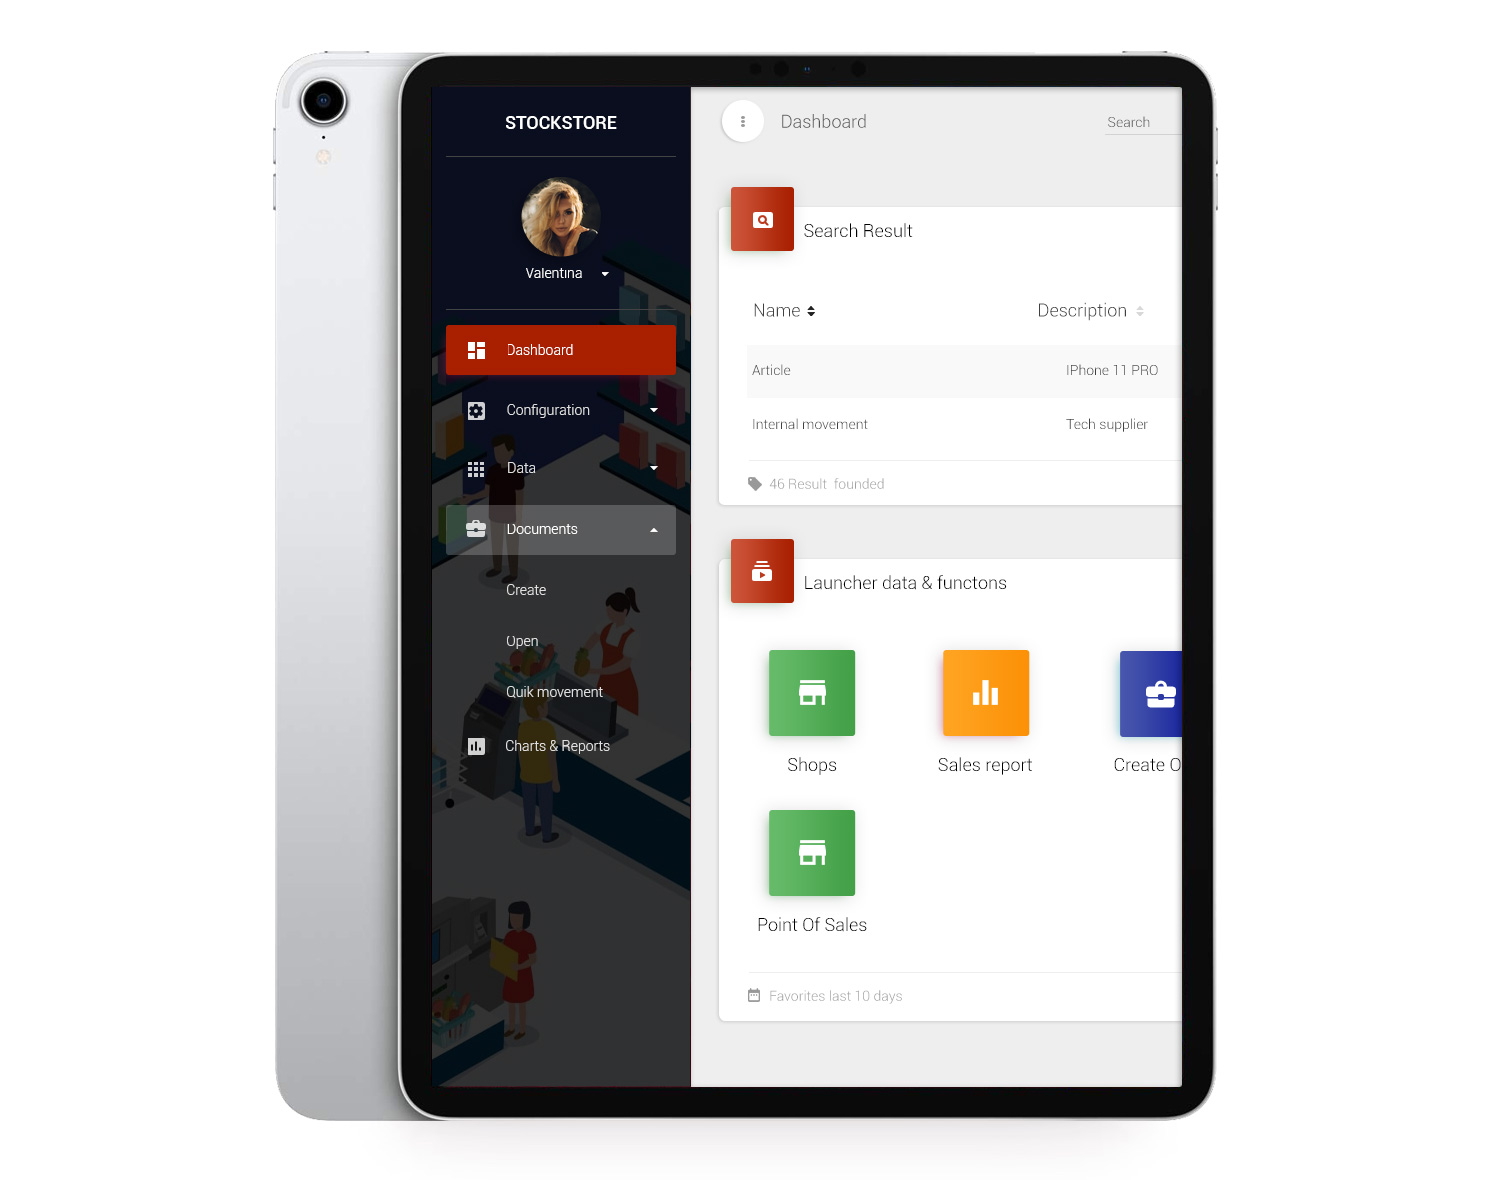 STOCKSTORE
Valentina
Dashboard
Configuration
Data
Documents
Create
Open
Quik movement
Charts & Reports
Dashboard
Search
Search Result
Name
Description
Article
IPhone 11 PRO
Internal movement
Tech supplier
46 Result founded
Launcher data & functons
Shops
Sales report
Create O
Point Of Sales
Favorites last 10 days